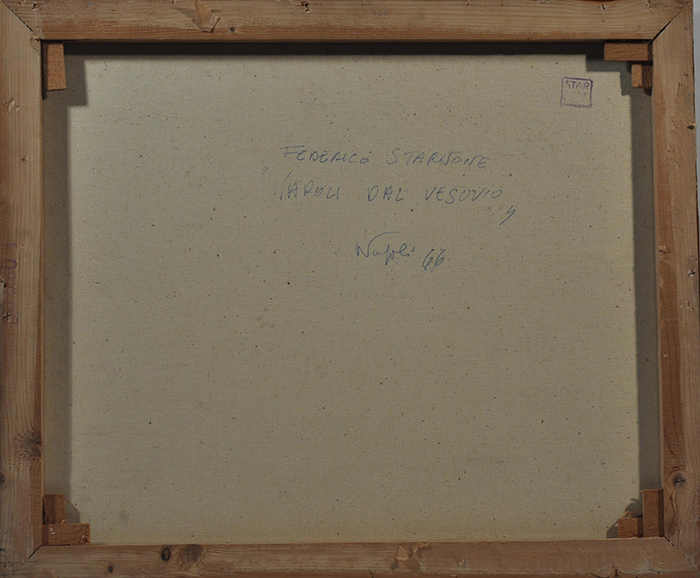 STAR
FEDERICO STARNONE
"NAPOLI DAL VESUVIO"
Napoli 66